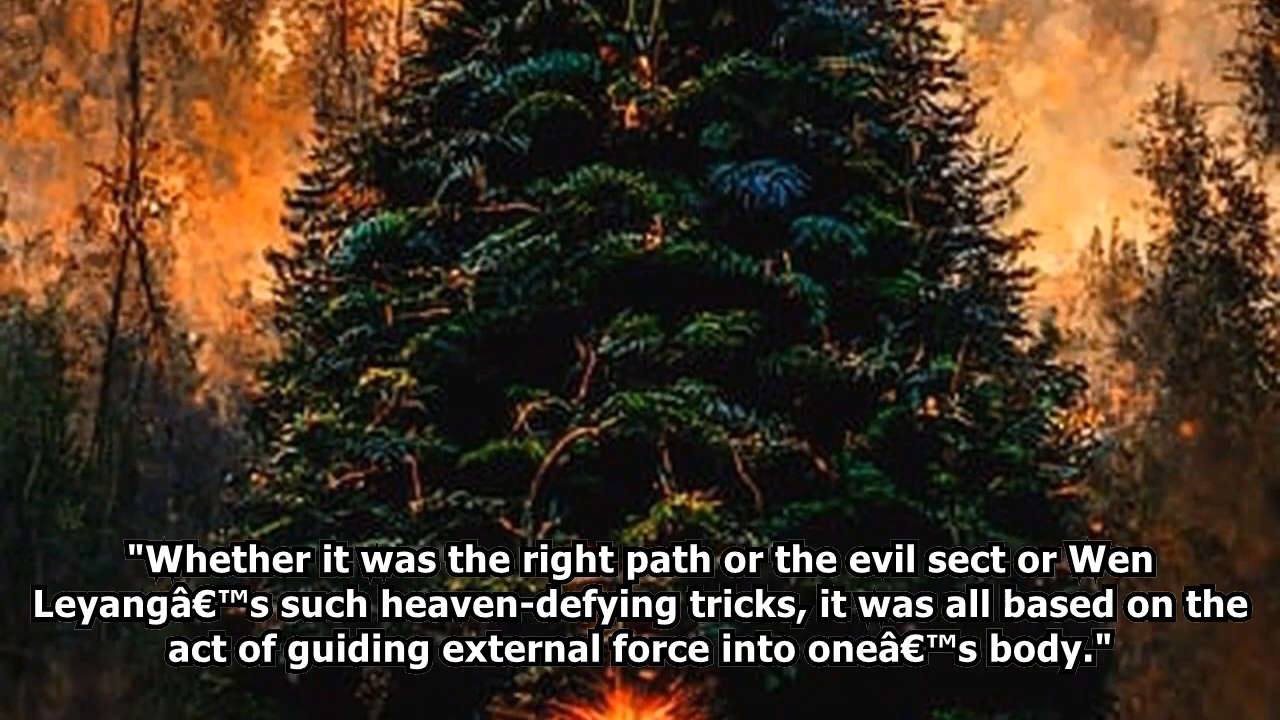 "Whether it was the right path or the evil sect or Wen
Leyangâ€™s such heaven-defying tricks, it was all based on the
act of guiding external force into oneâ€™s body."